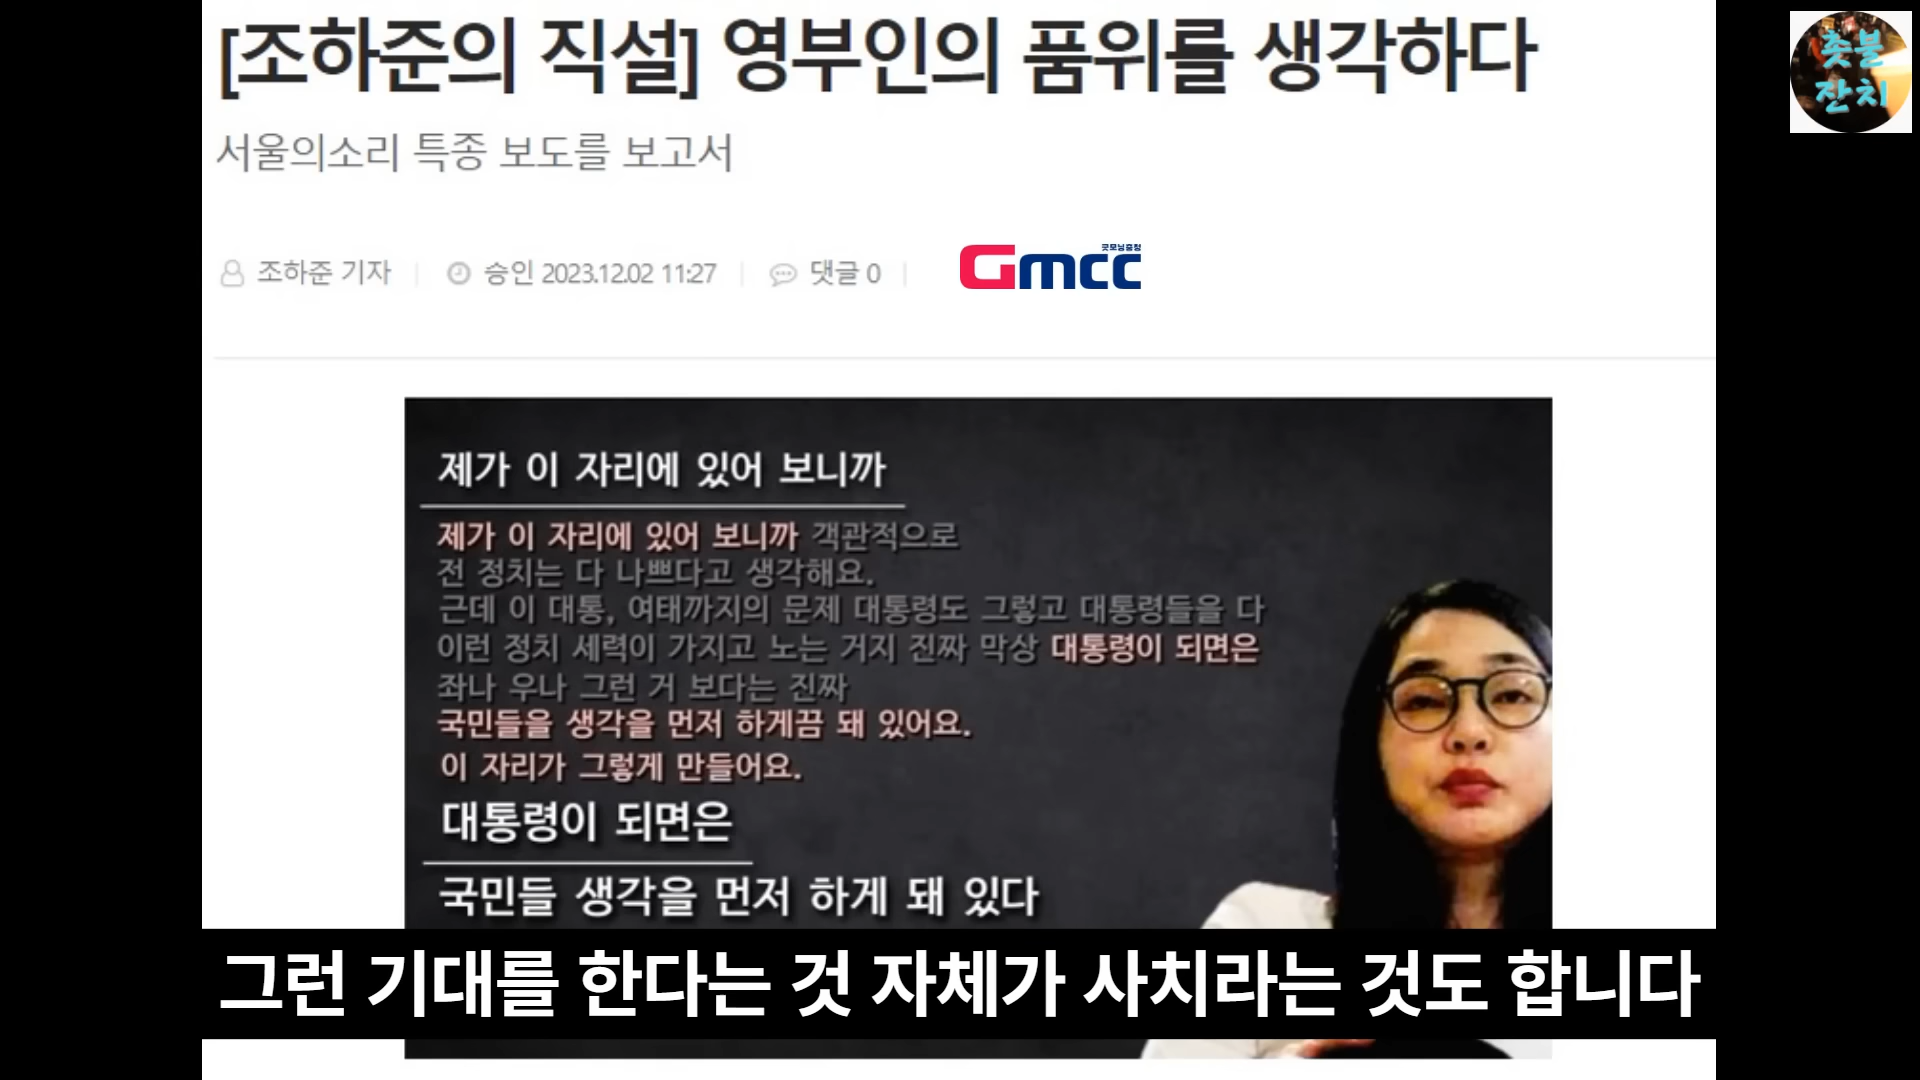 [조하준의 직설] 영부인의 품위를 생각하다
촛불
잔치
서울의소리 특종 보도를 보고서
조하준 기자 승인 2023.12.02 11:27 댓글 0
굿모닝충청
Gmcc
제가 이 자리에 있어 보니까
제가 이 자리에 있어 보니까 객관적으로
전 정치는 다 나쁘다고 생각해요.
근데 이 대통, 여태까지의 문제 대통령도 그렇고 대통령들을 다
이런 정치 세력이 가지고 노는 거지 진짜 막상 대통령이 되면은
좌나 우나 그런 거 보다는 진짜
국민들을 생각을 먼저 하게끔 돼 있어요.
이 자리가 그렇게 만들어요.
대통령이 되면은
국민들 생각을 먼저 하게 돼 있다
그런 기대를 한다는 것 자체가 사치라는 것도 합니다